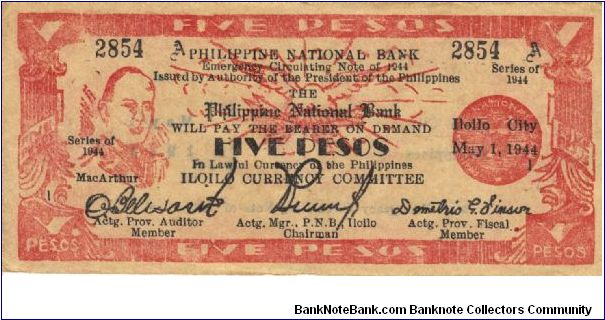 FIVE PESOS
2854 A PHILIPPINE NATIONAL BANK 2854 A
Emergency Circulating Note of 1944
Series of
Issued by Authority of the President of the Philippines
1944
THE
Philippine National Bank
WILL PAY THE BEARER ON DEMAND
Iloilo City
Series of
1944
FIVE PESOS
May 1, 1944
In Lawful Currency of the Philippines
1
MacArthur
ILOILO CURRENCY COMMITTEE
1
Actg. Prov. Auditor
Member
Actg. Mgr., P.N.B., Iloilo
Chairman
Actg. Prov. Fiscal
Member
PESOS FIVE PESOS PESOS
BankNoteBank.com Banknote Collectors Community